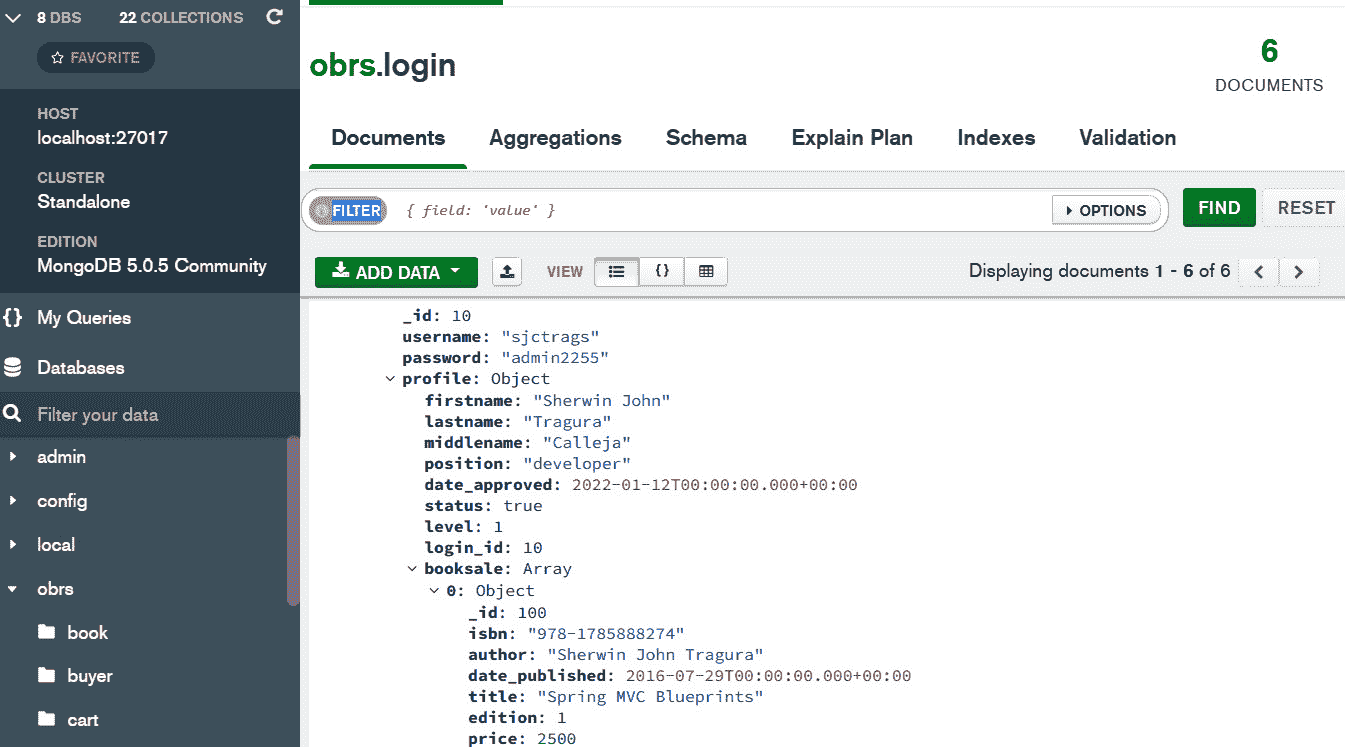 8 DBS 22 COLLECTIONS
FAVORITE
HOST
localhost:27017
CLUSTER
Standalone
EDITION
MongoDB 5.0.5 Community
{} My Queries
Databases
Filter your data
admin
config
local
obrs
book
buyer
cart
obrs.login
6
DOCUMENTS
Documents Aggregations Schema Explain Plan Indexes Validation
FILTER { field: 'value' } OPTIONS FIND RESET
ADD DATA VIEW {} Displaying documents 1 - 6 of 6 < >
_id: 10
username: "sjctrags"
password: "admin2255"
profile: Object
firstname: "Sherwin John"
lastname: "Tragura"
middlename: "Calleja"
position: "developer"
date_approved: 2022-01-12T00:00:00.000+00:00
status: true
level: 1
login_id: 10
booksale: Array
0: Object
_id: 100
isbn: "978-1785888274"
author: "Sherwin John Tragura"
date_published: 2016-07-29T00:00:00.000+00:00
title: "Spring MVC Blueprints"
edition: 1
price: 2500